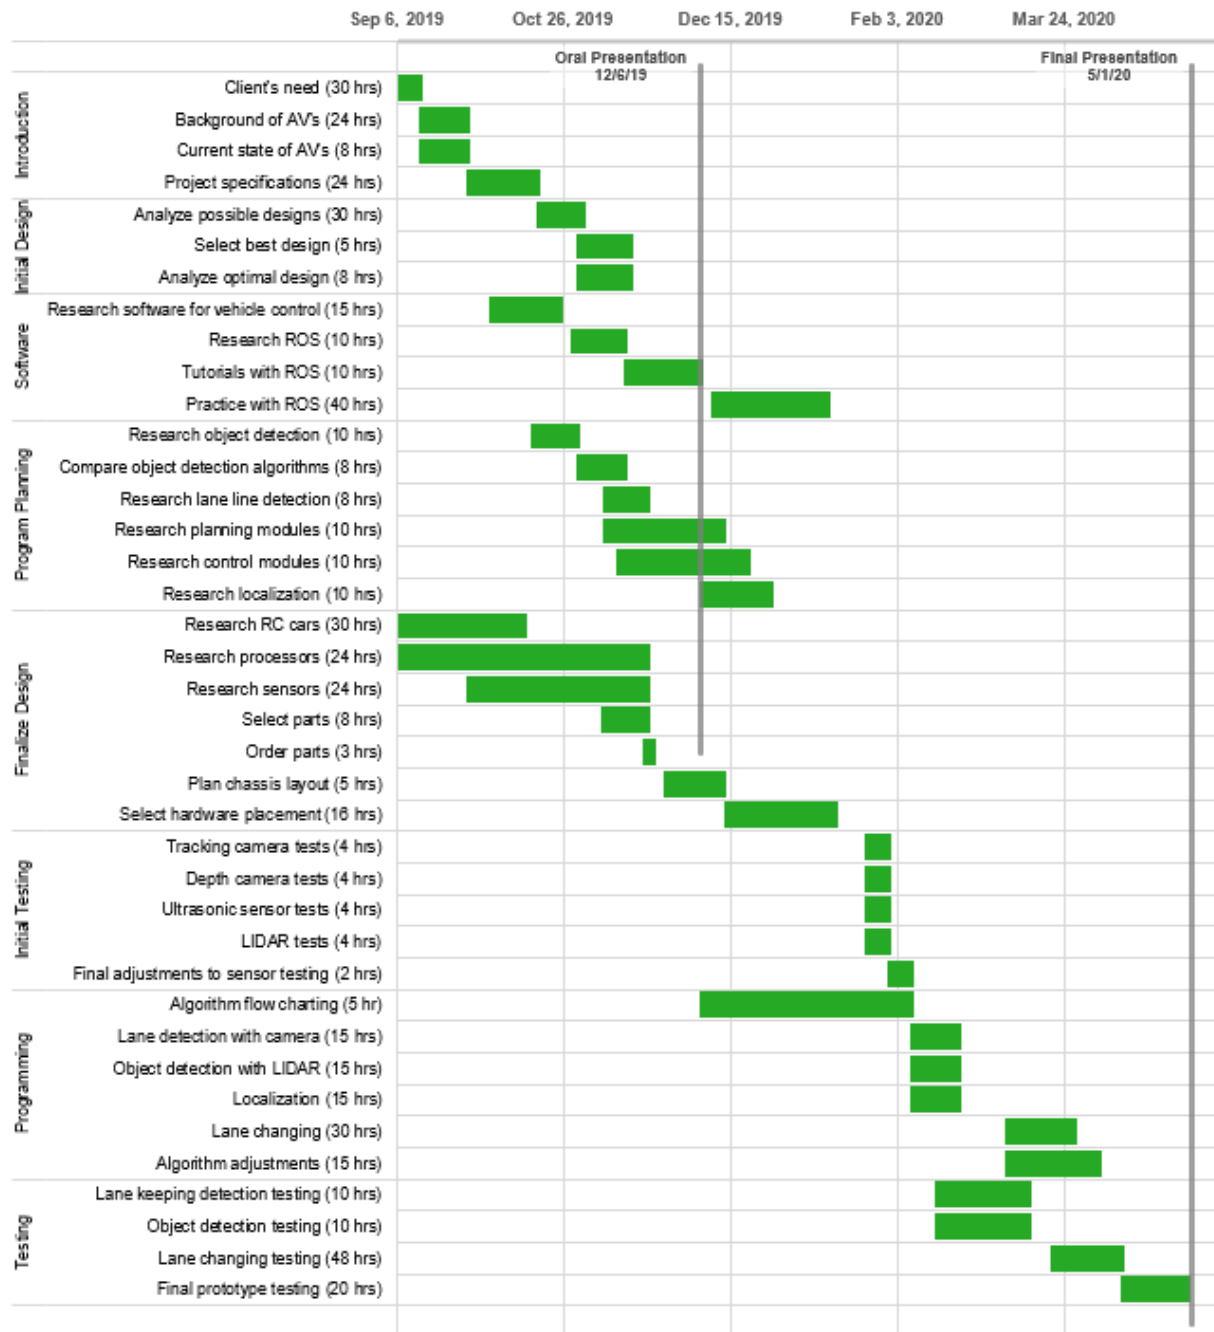 Sep 6, 2019 Oct 26, 2019 Dec 15, 2019 Feb 3, 2020 Mar 24, 2020
Oral Presentation
12/6/19
Final Presentation
5/1/20
Introduction
Client's need (30 hrs)
Background of AV's (24 hrs)
Current state of AV's (8 hrs)
Project specifications (24 hrs)
Initial Design
Analyze possible designs (30 hrs)
Select best design (5 hrs)
Analyze optimal design (8 hrs)
Software
Research software for vehicle control (15 hrs)
Research ROS (10 hrs)
Tutorials with ROS (10 hrs)
Practice with ROS (40 hrs)
Program Planning
Research object detection (10 hrs)
Compare object detection algorithms (8 hrs)
Research lane line detection (8 hrs)
Research planning modules (10 hrs)
Research control modules (10 hrs)
Research localization (10 hrs)
Finalize Design
Research RC cars (30 hrs)
Research processors (24 hrs)
Research sensors (24 hrs)
Select parts (8 hrs)
Order parts (3 hrs)
Plan chassis layout (5 hrs)
Select hardware placement (16 hrs)
Initial Testing
Tracking camera tests (4 hrs)
Depth camera tests (4 hrs)
Ultrasonic sensor tests (4 hrs)
LIDAR tests (4 hrs)
Final adjustments to sensor testing (2 hrs)
Programming
Algorithm flow charting (5 hr)
Lane detection with camera (15 hrs)
Object detection with LIDAR (15 hrs)
Localization (15 hrs)
Lane changing (30 hrs)
Algorithm adjustments (15 hrs)
Testing
Lane keeping detection testing (10 hrs)
Object detection testing (10 hrs)
Lane changing testing (48 hrs)
Final prototype testing (20 hrs)